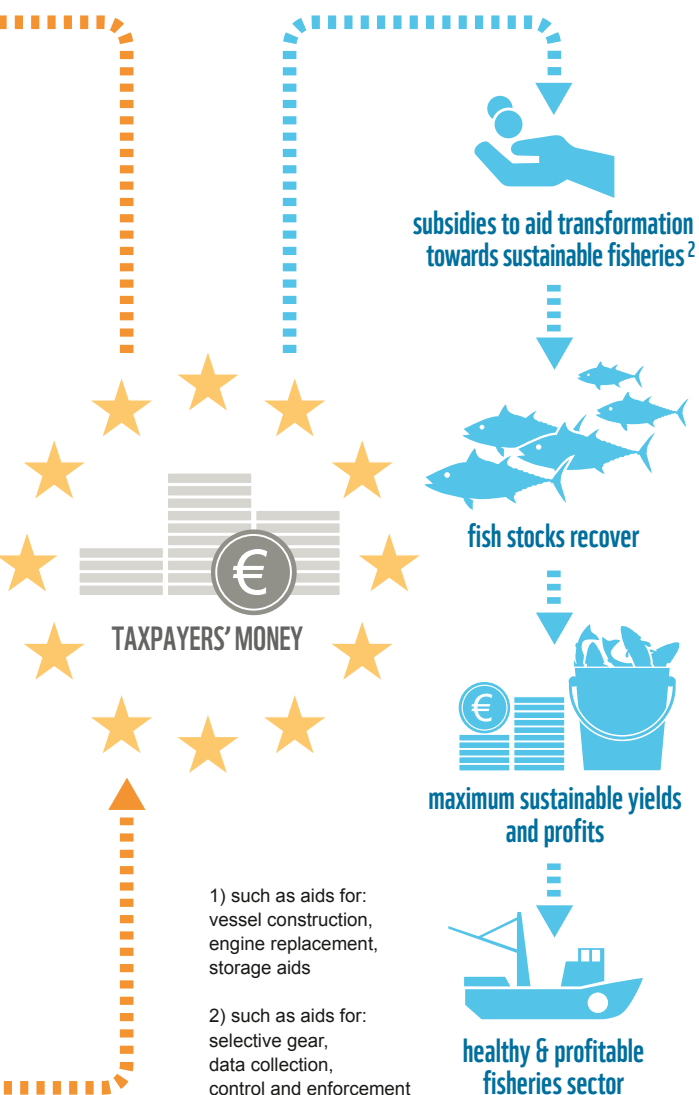 subsidies to aid transformation
towards sustainable fisheries 2
fish stocks recover
€
TAXPAYERS’ MONEY
€
maximum sustainable yields
and profits
1) such as aids for:
vessel construction,
engine replacement,
storage aids
2) such as aids for:
selective gear,
data collection,
control and enforcement
healthy & profitable
fisheries sector